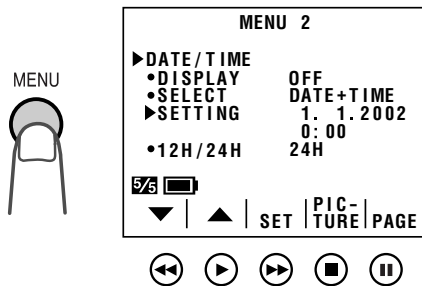 MENU 2
DATE/TIME
•DISPLAY OFF
•SELECT DATE+TIME
SETTING 1. 1.2002
0:00
•12H/24H 24H
5/5
SET PIC-TURE PAGE
MENU